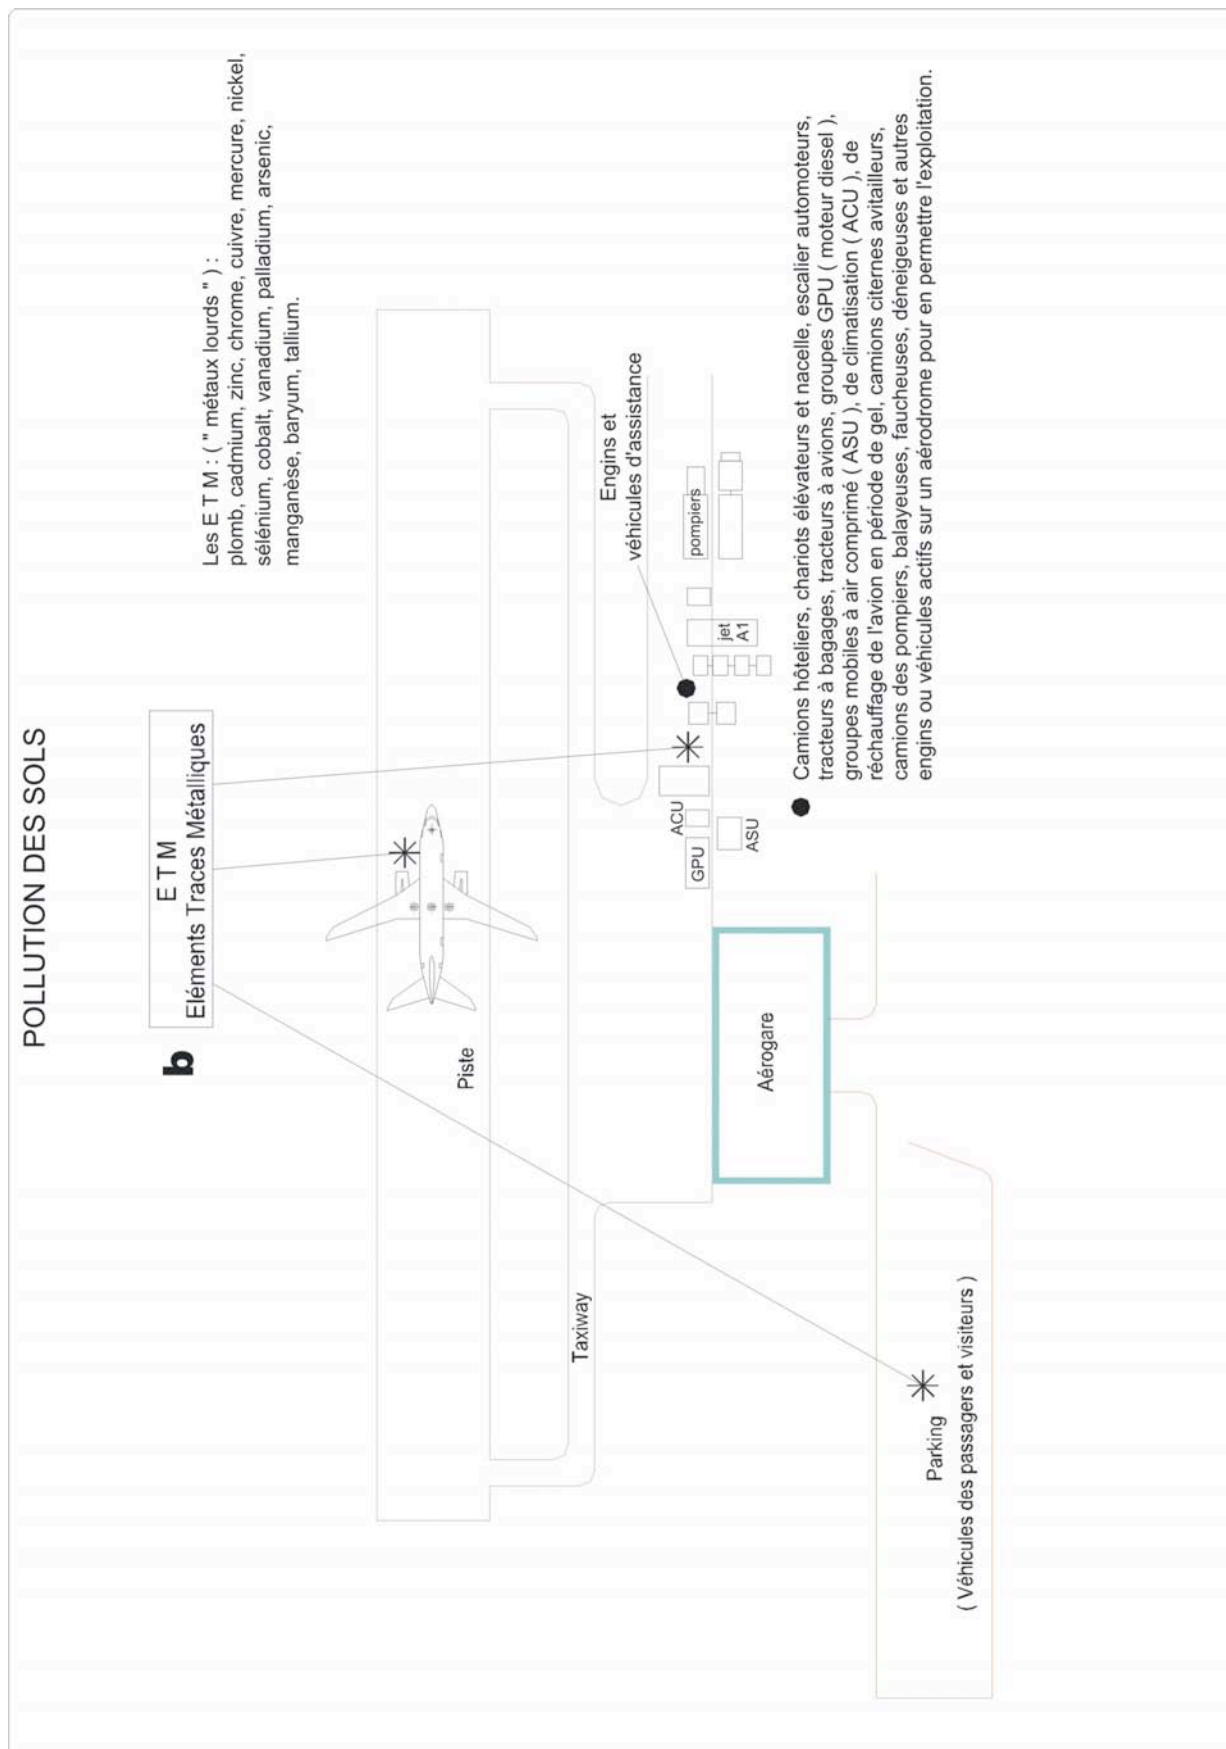 POLLUTION DES SOLS
b
E T M
Eléments Traces Métalliques
Les E T M : ( " métaux lourds " ) :
plomb, cadmium, zinc, chrome, cuivre, mercure, nickel,
sélénium, cobalt, vanadium, palladium, arsenic,
manganèse, baryum, tallium.
Piste
Taxiway
Engins et
véhicules d'assistance
GPU
ACU
ASU
jet
A1
pompiers
Aérogare
Parking
( Véhicules des passagers et visiteurs )
Camions hôteliers, chariots élévateurs et nacelle, escalier automoteurs,
tracteurs à bagages, tracteurs à avions, groupes GPU ( moteur diesel ),
groupes mobiles à air comprimé ( ASU ), de climatisation ( ACU ), de
réchauffage de l'avion en période de gel, camions citernes avitailleurs,
camions des pompiers, balayeuses, faucheuses, déneigeuses et autres
engins ou véhicules actifs sur un aérodrome pour en permettre l'exploitation.